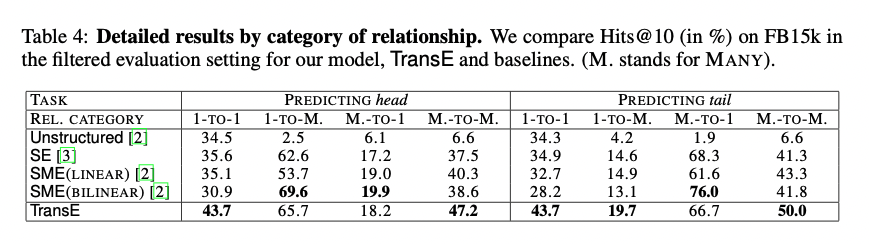 Table 4: Detailed results by category of relationship. We compare Hits@10 (in %) on FB15k in
the filtered evaluation setting for our model, TransE and baselines. (M. stands for MANY).
TASK PREDICTING head PREDICTING tail
REL. CATEGORY 1-TO-1 1-TO-M. M.-TO-1 M.-TO-M. 1-TO-1 1-TO-M. M.-TO-1 M.-TO-M.
Unstructured [2] 34.5 2.5 6.1 6.6 34.3 4.2 1.9 6.6
SE [3] 35.6 62.6 17.2 37.5 34.9 14.6 68.3 41.3
SME(LINEAR) [2] 35.1 53.7 19.0 40.3 32.7 14.9 61.6 43.3
SME(BILINEAR) [2] 30.9 69.6 19.9 38.6 28.2 13.1 76.0 41.8
TransE 43.7 65.7 18.2 47.2 43.7 19.7 66.7 50.0